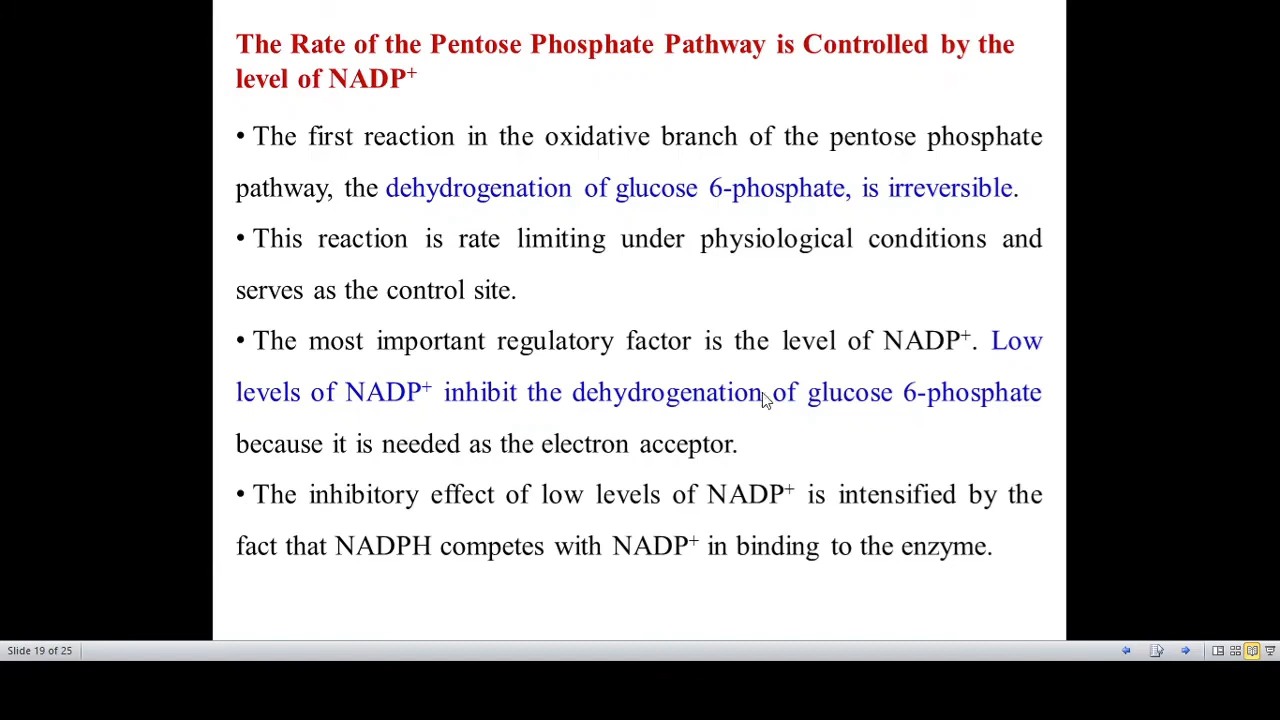 The Rate of the Pentose Phosphate Pathway is Controlled by the
level of NADP⁺
• The first reaction in the oxidative branch of the pentose phosphate
pathway, the dehydrogenation of glucose 6-phosphate, is irreversible.
• This reaction is rate limiting under physiological conditions and
serves as the control site.
• The most important regulatory factor is the level of NADP⁺. Low
levels of NADP⁺ inhibit the dehydrogenation of glucose 6-phosphate
because it is needed as the electron acceptor.
• The inhibitory effect of low levels of NADP⁺ is intensified by the
fact that NADPH competes with NADP⁺ in binding to the enzyme.
Slide 19 of 25